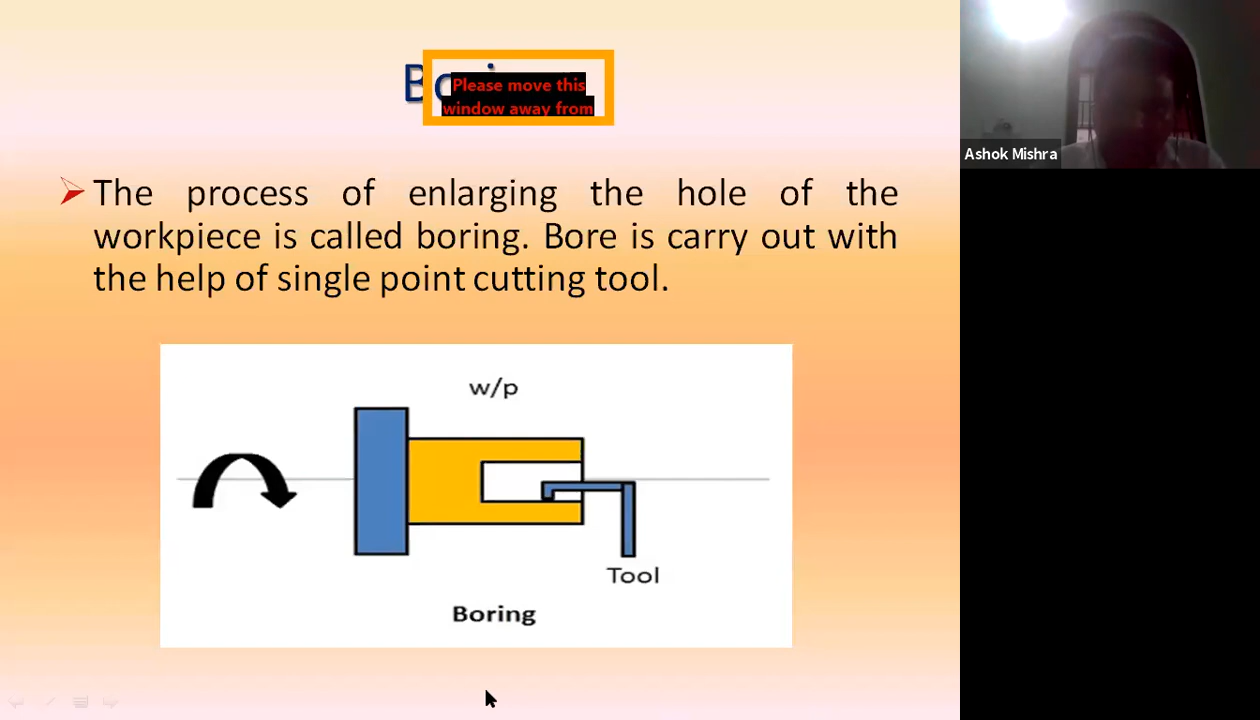 Please move this
window away from
The process of enlarging the hole of the
workpiece is called boring. Bore is carry out with
the help of single point cutting tool.
w/p
Tool
Boring
Ashok Mishra